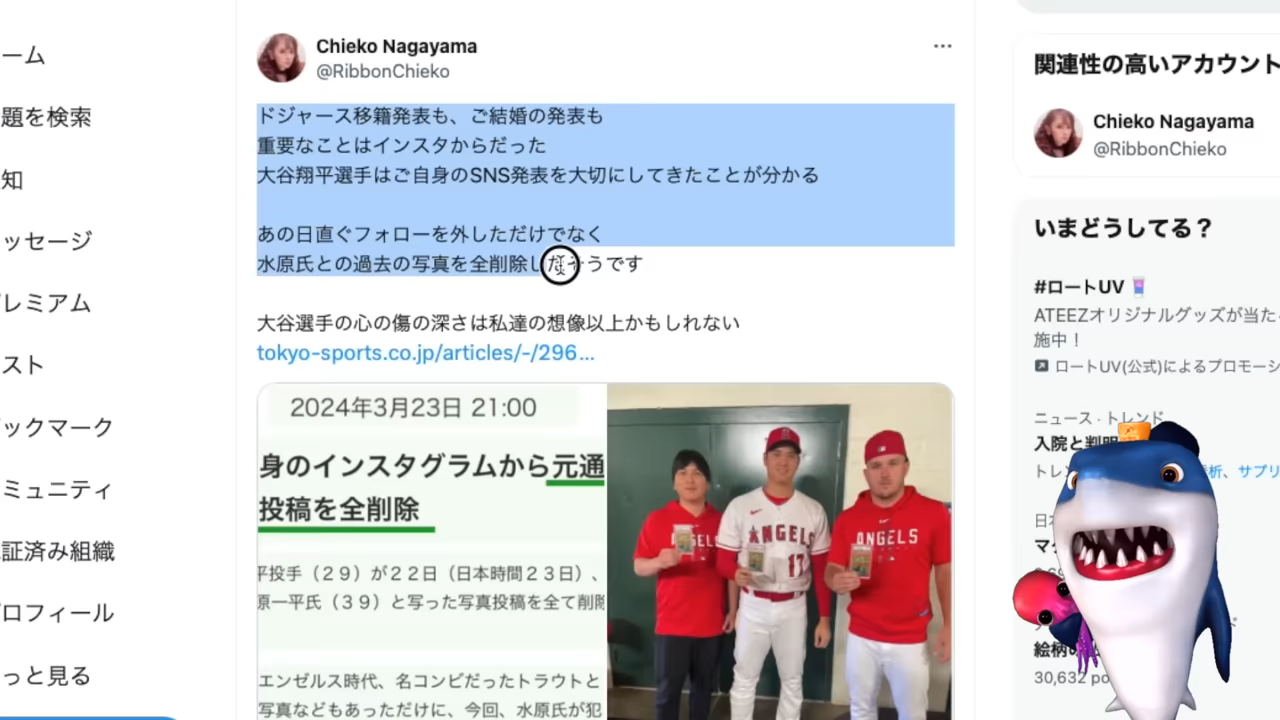 ーム
題を検索
知
ッセージ
レミアム
スト
ックマーク
ミュニティ
証済み組織
ロフィール
っと見る
Chieko Nagayama
@RibbonChieko
ドジャース移籍発表も、ご結婚の発表も
重要なことはインスタからだった
大谷翔平選手はご自身のSNS発表を大切にしてきたことが分かる
あの日直ぐフォローを外しただけでなく
水原氏との過去の写真を全削除したそうです
大谷選手の心の傷の深さは私達の想像以上かもしれない
tokyo-sports.co.jp/articles/-/296...
2024年3月23日 21:00
身のインスタグラムから元通
投稿を全削除
平投手（２９）が２２日（日本時間２３日）、
原一平氏（３９）と写った写真投稿を全て削除
エンゼルス時代、名コンビだったトラウトと
写真などもあっただけに、今回、水原氏が犯
ANGELS
17
ANGELS
関連性の高いアカウント
Chieko Nagayama
@RibbonChieko
いまどうしてる？
#ロートUV
ATEEZオリジナルグッズが当た
施中！
ロートUV(公式)によるプロモーシ
ニュース · トレンド
入院と判明
トレン
析、サプリ
日
マ
絵柄の
30,632 po